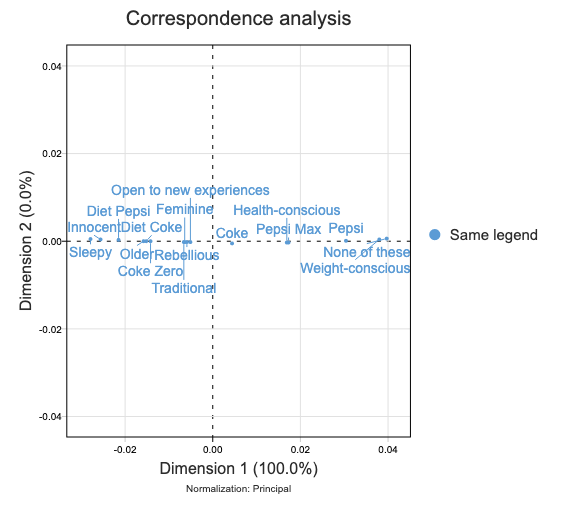 Correspondence analysis
0.04
0.02
Open to new experiences
Diet Pepsi Feminine Health-conscious
Innocent Diet Coke Coke Pepsi Max Pepsi
0.00
Same legend
Sleepy Older Rebellious None of these
Coke Zero Weight-conscious
Traditional
-0.02
-0.04
Dimension 2 (0.0%)
-0.02 0.00 0.02 0.04
Dimension 1 (100.0%)
Normalization: Principal